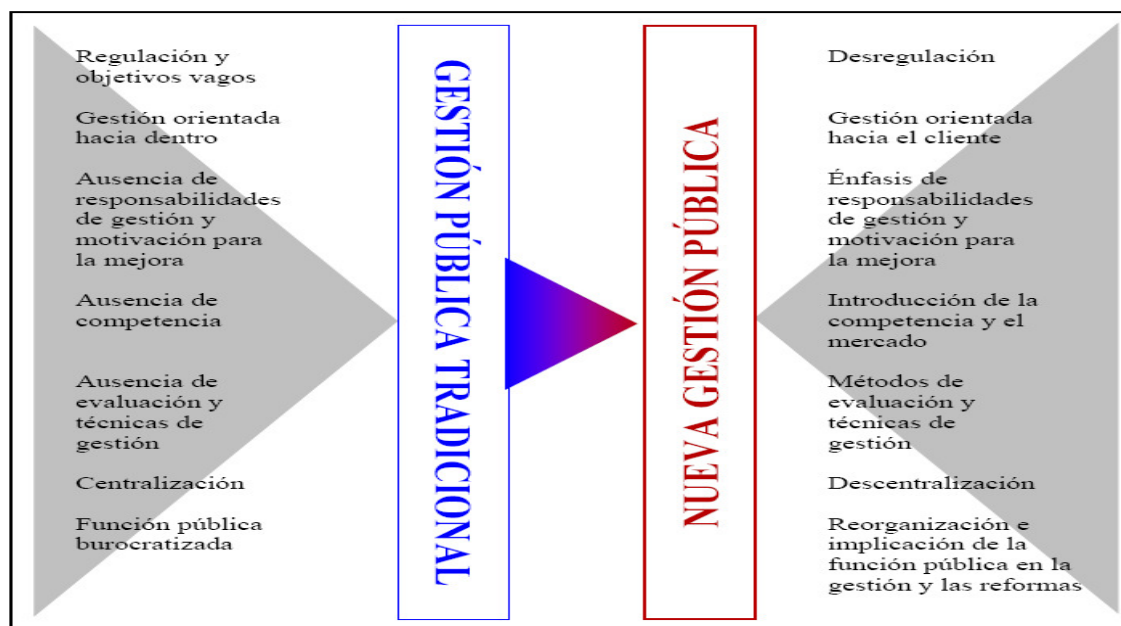 Regulación y
objetivos vagos
Gestión orientada
hacia dentro
Ausencia de
responsabilidades
de gestión y
motivación para
la mejora
Ausencia de
competencia
Ausencia de
evaluación y
técnicas de
gestión
Centralización
Función pública
burocratizada
GESTIÓN PÚBLICA TRADICIONAL
NUEVA GESTIÓN PÚBLICA
Desregulación
Gestión orientada
hacia el cliente
Énfasis de
responsabilidades
de gestión y
motivación para
la mejora
Introducción de la
competencia y el
mercado
Métodos de
evaluación y
técnicas de
gestión
Descentralización
Reorganización e
implicación de la
función pública en la
gestión y las reformas